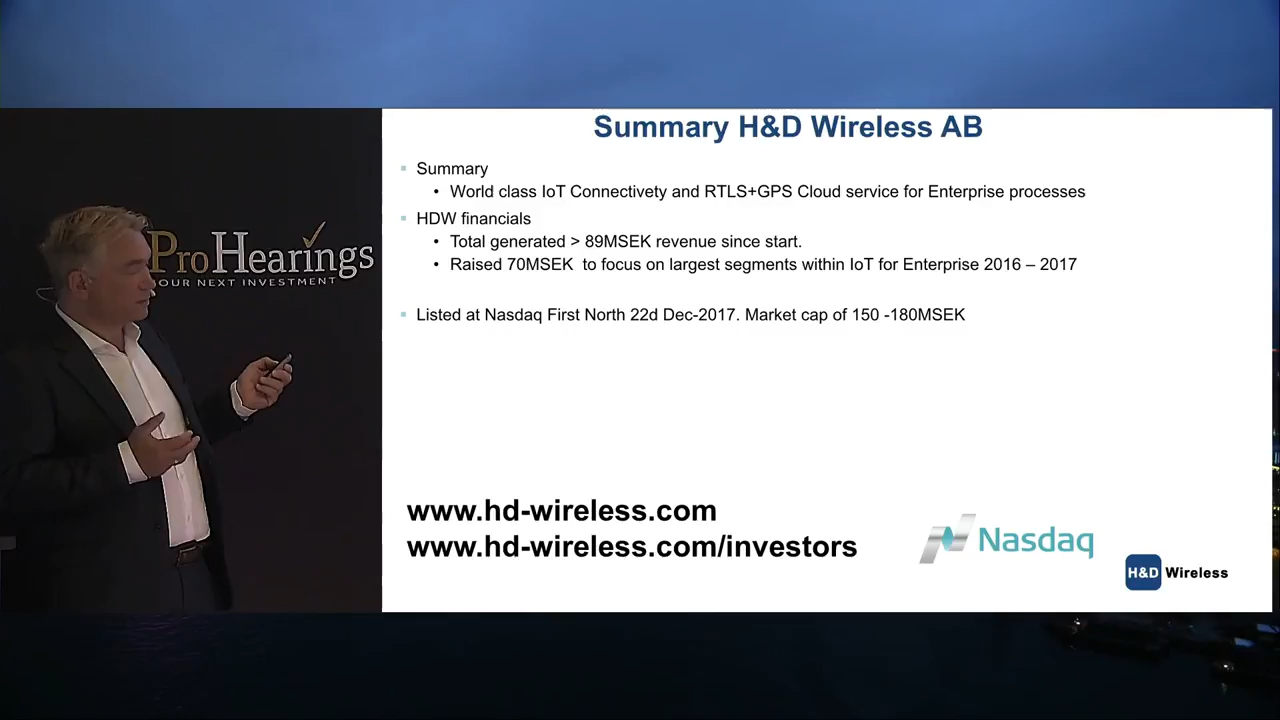 Summary H&D Wireless AB
Summary
• World class IoT Connectivety and RTLS+GPS Cloud service for Enterprise processes
HDW financials
• Total generated > 89MSEK revenue since start.
• Raised 70MSEK to focus on largest segments within IoT for Enterprise 2016 – 2017
Listed at Nasdaq First North 22d Dec-2017. Market cap of 150 -180MSEK
ProHearings
OUR NEXT INVESTMENT
www.hd-wireless.com
www.hd-wireless.com/investors
Nasdaq
H&D Wireless